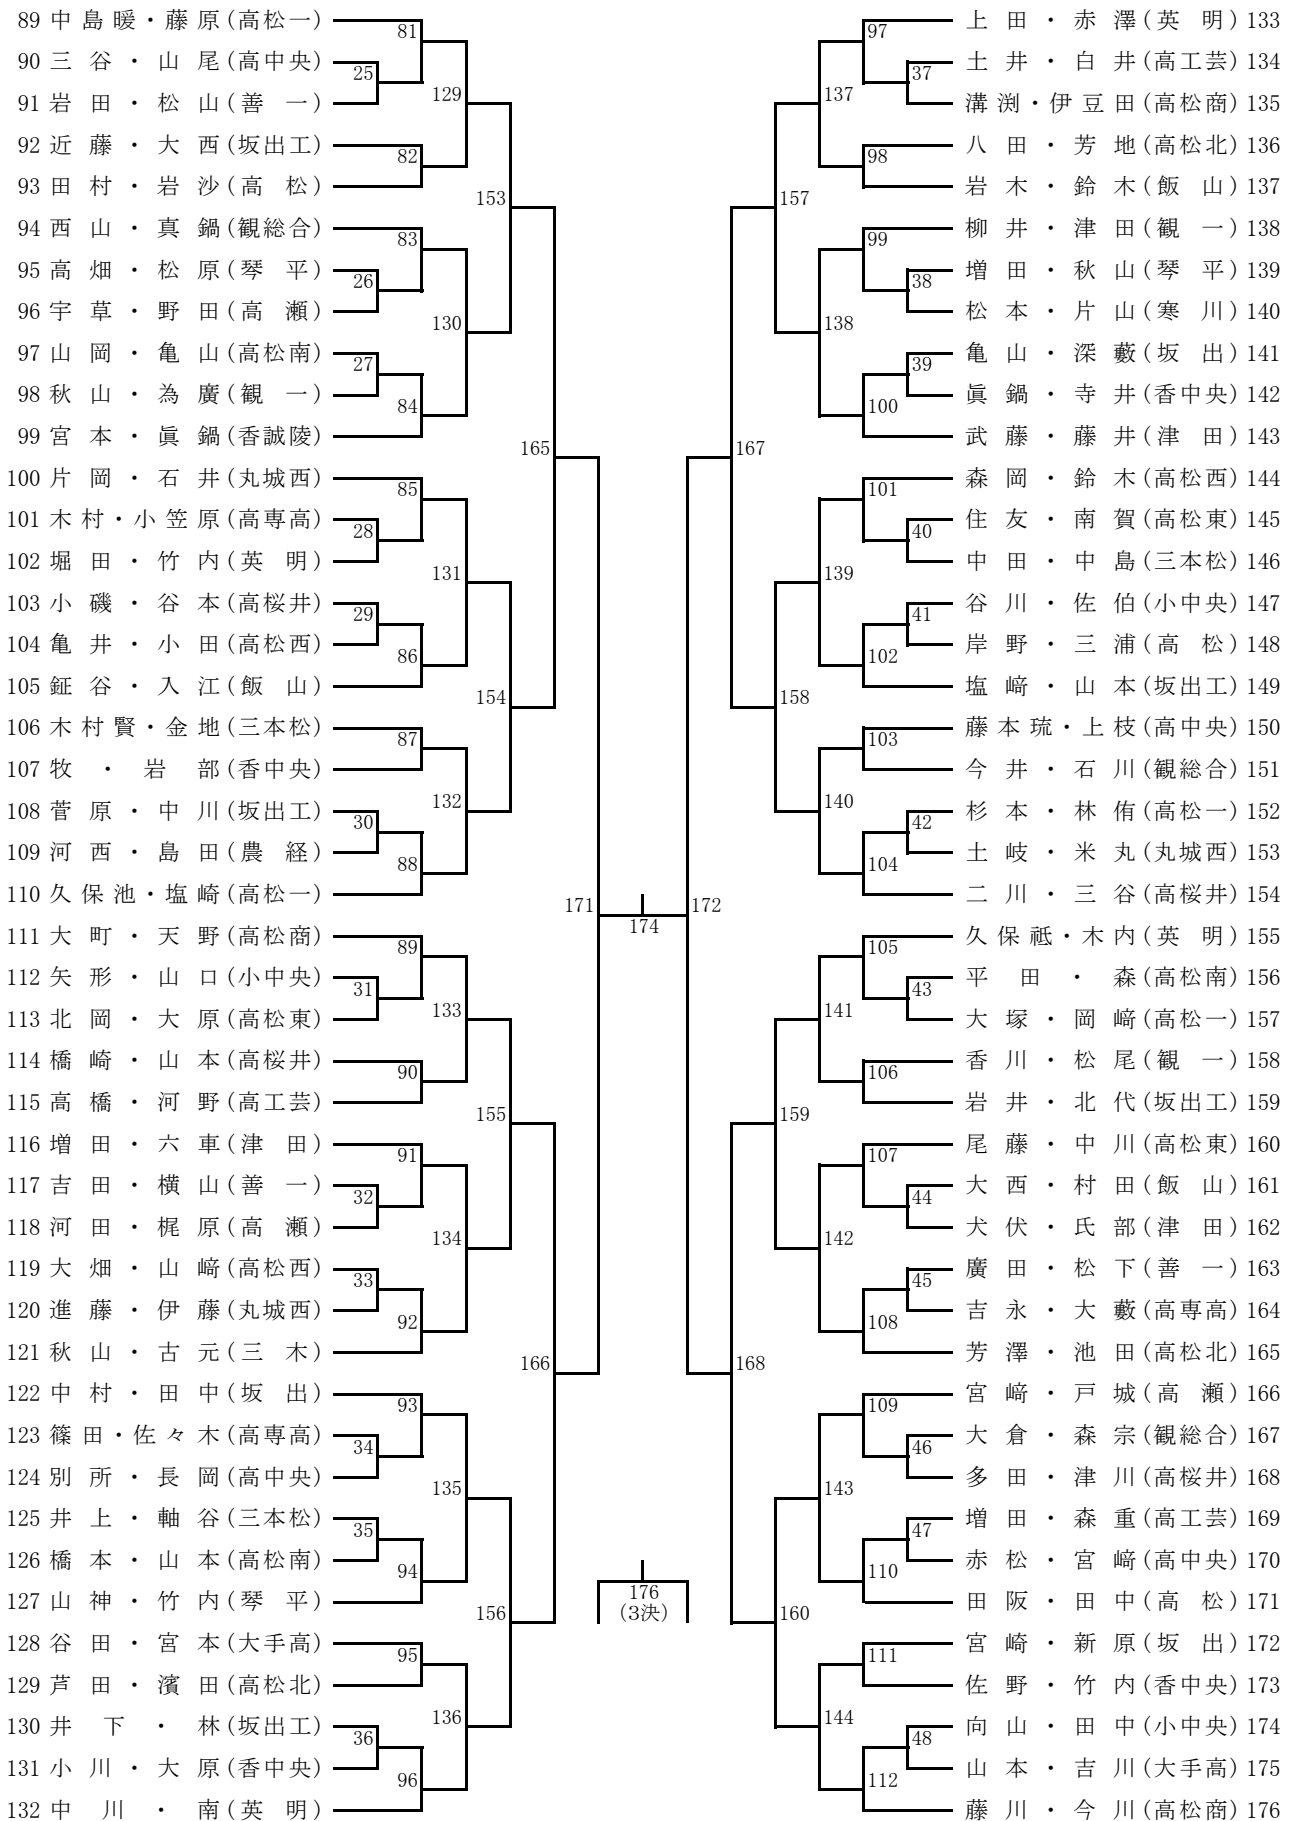 89 中島暖・藤原(高松一)
90 三谷・山尾(高中央)
91 岩田・松山(善一)
92 近藤・大西(坂出工)
93 田村・岩沙(高松)
94 西山・真鍋(観総合)
95 高畑・松原(琴平)
96 宇草・野田(高瀬)
97 山岡・亀山(高松南)
98 秋山・為廣(観一)
99 宮本・眞鍋(香誠陵)
100 片岡・石井(丸城西)
101 木村・小笠原(高専高)
102 堀田・竹内(英明)
103 小磯・谷本(高桜井)
104 亀井・小田(高松西)
105 鉦谷・入江(飯山)
106 木村賢・金地(三本松)
107 牧・岩部(香中央)
108 菅原・中川(坂出工)
109 河西・島田(農経)
110 久保池・塩崎(高松一)
111 大町・天野(高松商)
112 矢形・山口(小中央)
113 北岡・大原(高松東)
114 橋崎・山本(高桜井)
115 高橋・河野(高工芸)
116 増田・六車(津田)
117 吉田・横山(善一)
118 河田・梶原(高瀬)
119 大畑・山﨑(高松西)
120 進藤・伊藤(丸城西)
121 秋山・古元(三木)
122 中村・田中(坂出)
123 篠田・佐々木(高専高)
124 別所・長岡(高中央)
125 井上・軸谷(三本松)
126 橋本・山本(高松南)
127 山神・竹内(琴平)
128 谷田・宮本(大手高)
129 芦田・濱田(高松北)
130 井下・林(坂出工)
131 小川・大原(香中央)
132 中川・南(英明)
25
26
27
28
29
30
31
32
33
34
35
36
81
82
83
84
85
86
87
88
89
90
91
92
93
94
95
96
129
130
131
132
133
134
135
136
153
154
155
156
165
166
171
174
172
176
(3決)
167
168
157
158
159
160
137
138
139
140
141
142
143
144
97
98
99
100
101
102
103
104
105
106
107
108
109
110
111
112
37
38
39
40
41
42
43
44
45
46
47
48
上田・赤澤(英明)133
土井・白井(高工芸)134
溝渕・伊豆田(高松商)135
八田・芳地(高松北)136
岩木・鈴木(飯山)137
柳井・津田(観一)138
増田・秋山(琴平)139
松本・片山(寒川)140
亀山・深藪(坂出)141
眞鍋・寺井(香中央)142
武藤・藤井(津田)143
森岡・鈴木(高松西)144
住友・南賀(高松東)145
中田・中島(三本松)146
谷川・佐伯(小中央)147
岸野・三浦(高松)148
塩﨑・山本(坂出工)149
藤本琉・上枝(高中央)150
今井・石川(観総合)151
杉本・林侑(高松一)152
土岐・米丸(丸城西)153
二川・三谷(高桜井)154
久保祗・木内(英明)155
平田・森(高松南)156
大塚・岡﨑(高松一)157
香川・松尾(観一)158
岩井・北代(坂出工)159
尾藤・中川(高松東)160
大西・村田(飯山)161
犬伏・氏部(津田)162
廣田・松下(善一)163
吉永・大藪(高専高)164
芳澤・池田(高松北)165
宮﨑・戸城(高瀬)166
大倉・森宗(観総合)167
多田・津川(高桜井)168
増田・森重(高工芸)169
赤松・宮﨑(高中央)170
田阪・田中(高松)171
宮崎・新原(坂出)172
佐野・竹内(香中央)173
向山・田中(小中央)174
山本・吉川(大手高)175
藤川・今川(高松商)176